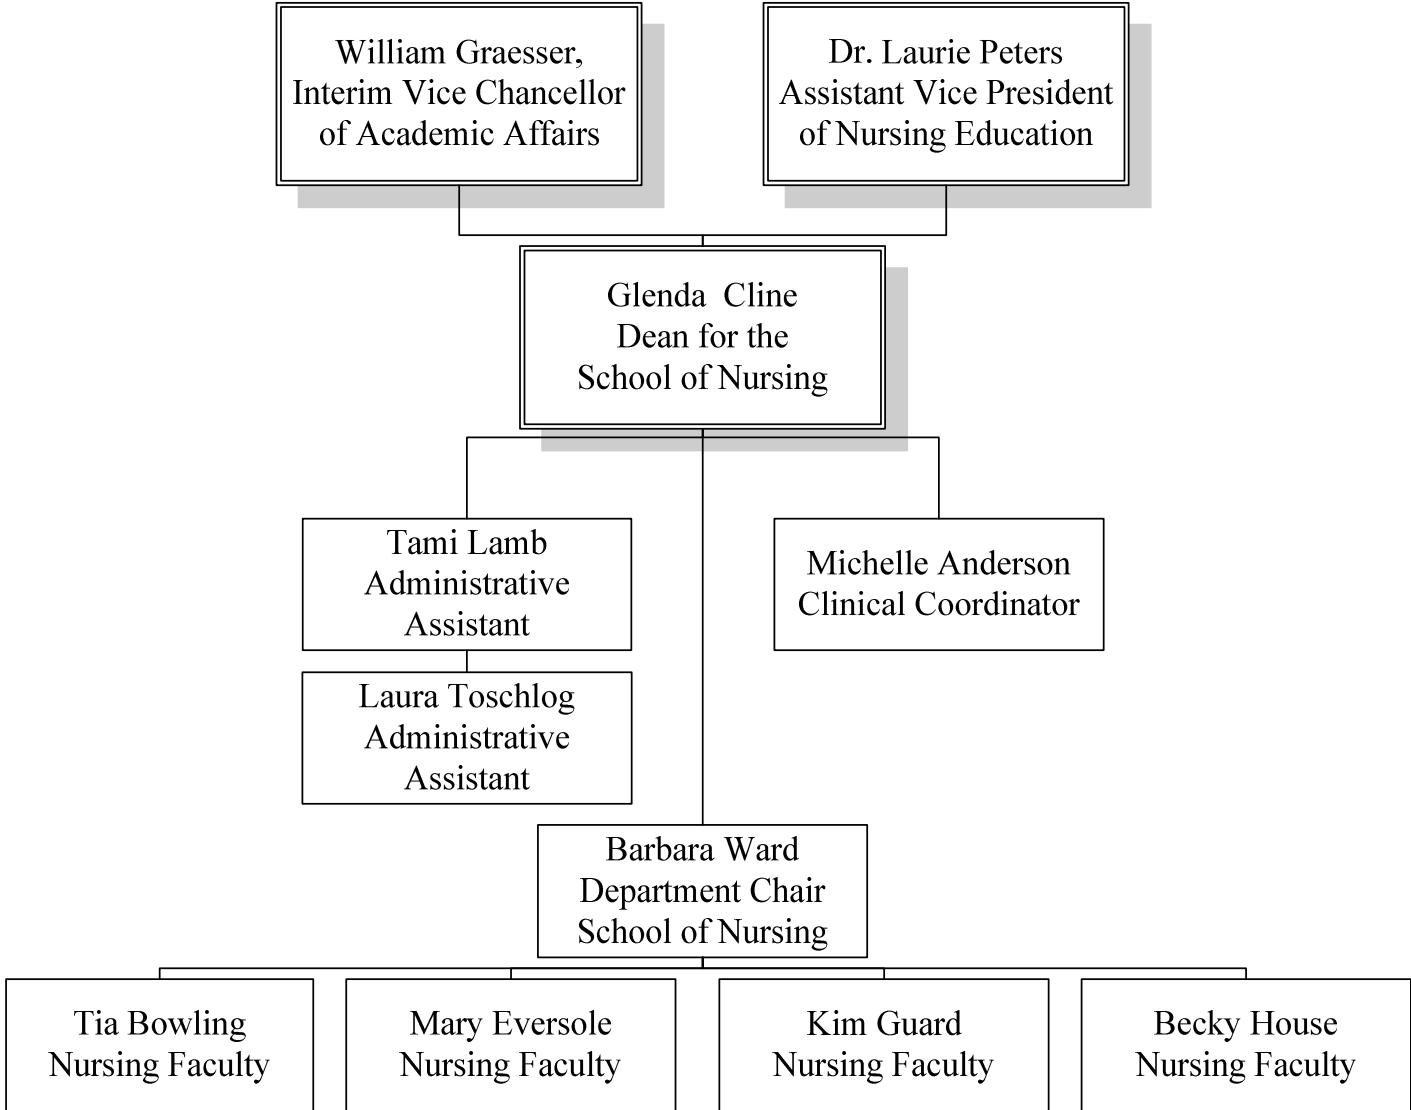 William Graesser,
Interim Vice Chancellor
of Academic Affairs
Dr. Laurie Peters
Assistant Vice President
of Nursing Education
Glenda  Cline
Dean for the
School of Nursing
Tami Lamb
Administrative
Assistant
Michelle Anderson
Clinical Coordinator
Laura Toschlog
Administrative
Assistant
Barbara Ward
Department Chair
School of Nursing
Tia Bowling
Nursing Faculty
Mary Eversole
Nursing Faculty
Kim Guard
Nursing Faculty
Becky House
Nursing Faculty